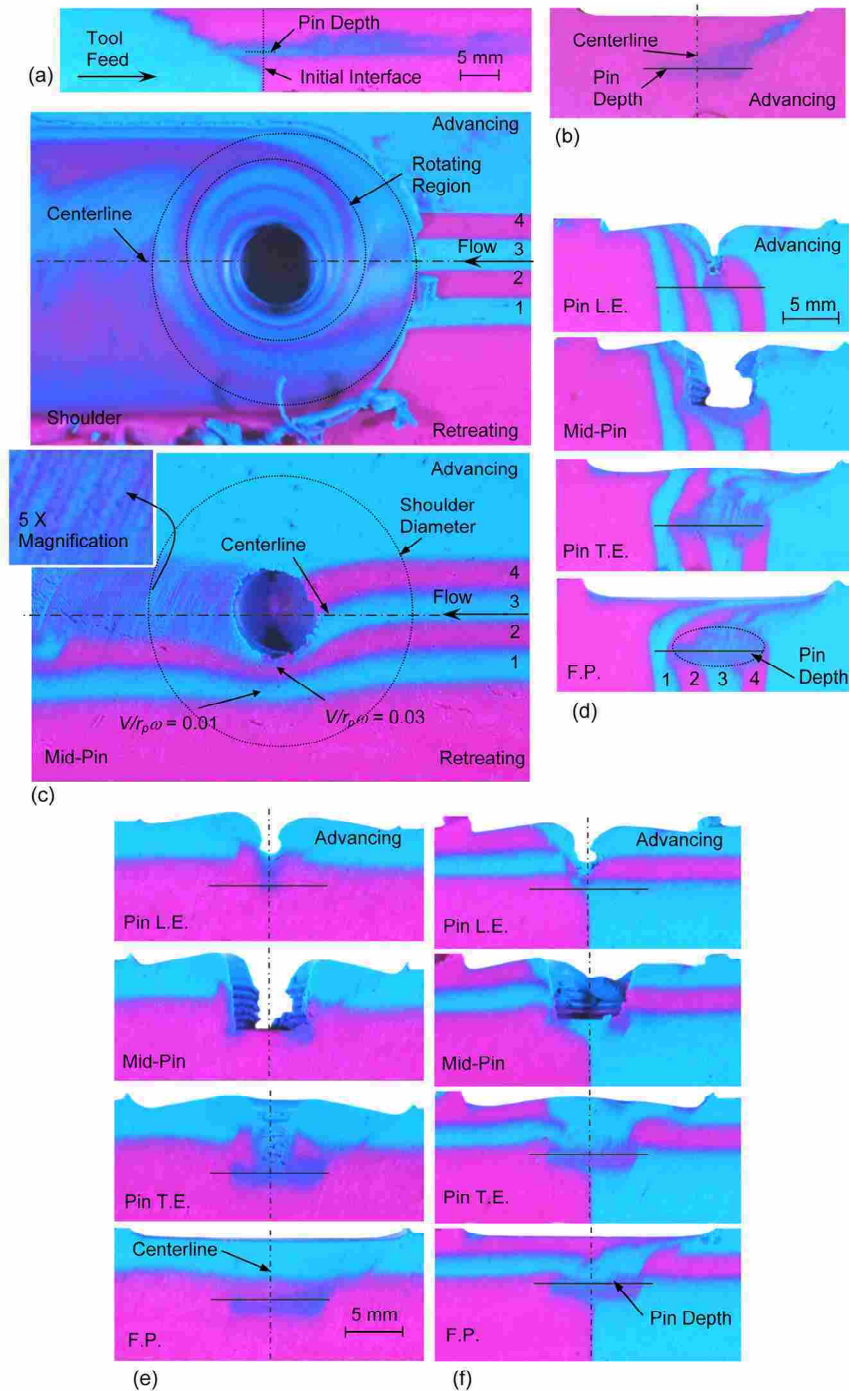 Tool
Feed
Pin Depth
Initial Interface
5 mm
(a)
Centerline
Pin
Depth
Advancing
(b)
Advancing
Rotating
Region
Centerline
4
Flow
3
2
1
Shoulder
Retreating
5 X
Magnification
Advancing
Shoulder
Diameter
Centerline
4
Flow
3
2
1
V/rₚω = 0.01
V/rₚω = 0.03
Mid-Pin
Retreating
(c)
Advancing
Pin L.E.
5 mm
Mid-Pin
Pin T.E.
F.P.
1 2 3 4
Pin
Depth
(d)
Advancing
Pin L.E.
Mid-Pin
Pin T.E.
Centerline
F.P.
5 mm
(e)
Advancing
Pin L.E.
Mid-Pin
Pin T.E.
Pin Depth
F.P.
(f)